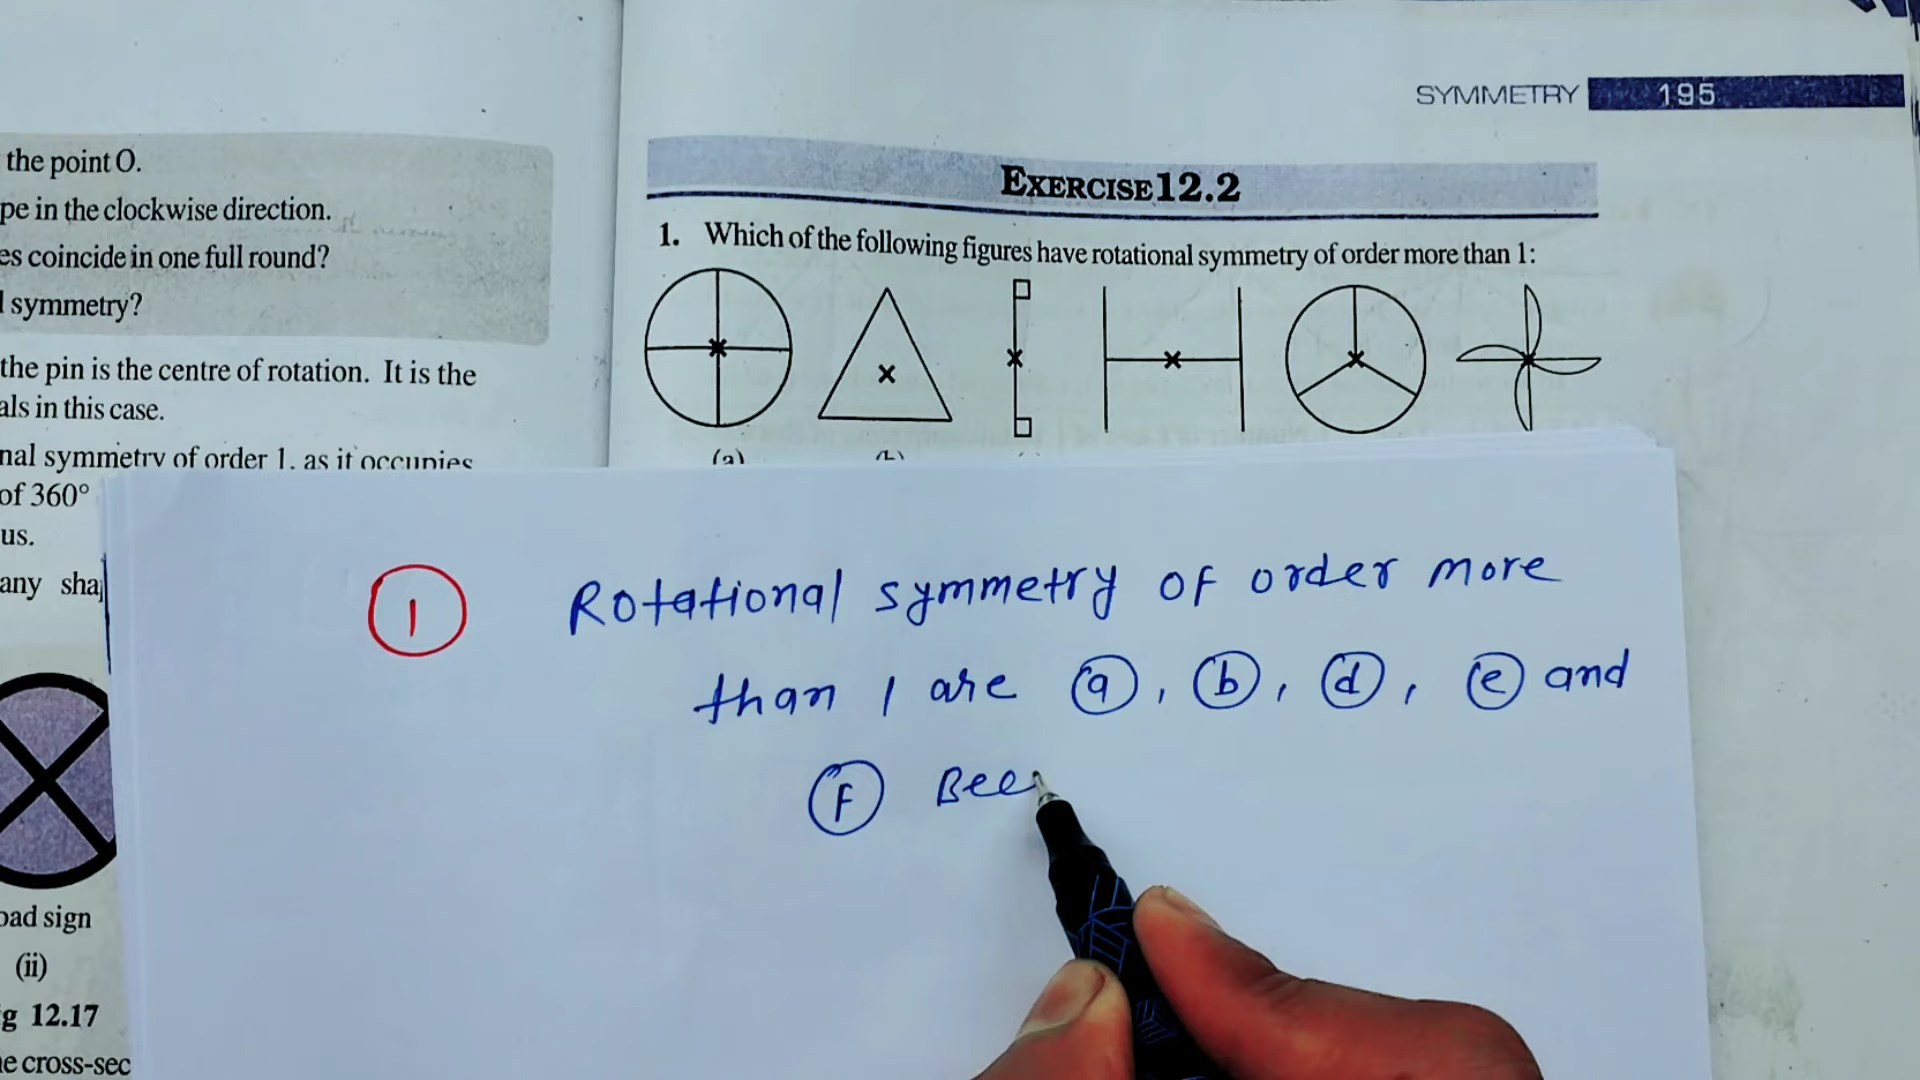 SYMMETRY 195
the point O.
pe in the clockwise direction.
es coincide in one full round?
symmetry?
the pin is the centre of rotation. It is the
als in this case.
nal symmetry of order 1, as it occupies
of 360°
us.
any
oad sign
(ii)
g 12.17
e cross-sec
EXERCISE 12.2
1. Which of the following figures have rotational symmetry of order more than 1:
(a)
1 Rotational symmetry of order more
than 1 are a, b, d, e and
F Bec